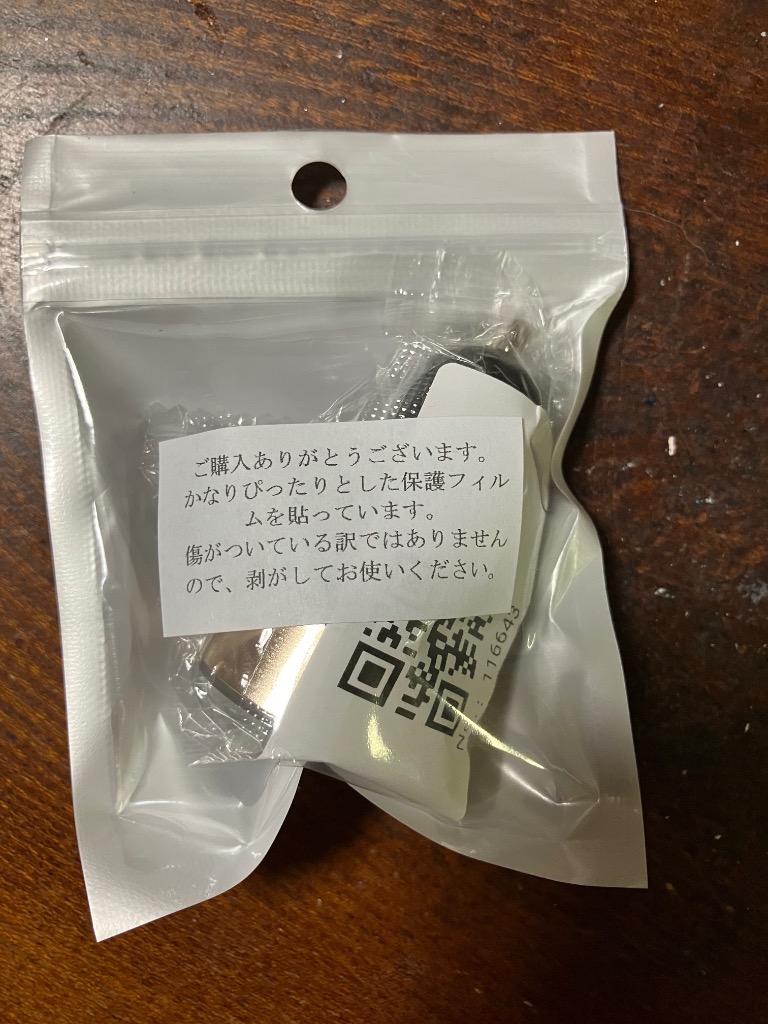 ご購入ありがとうございます。
かなりぴったりとした保護フィル
ムを貼っています。
傷がついている訳ではありません
ので、剥がしてお使いください。
116643